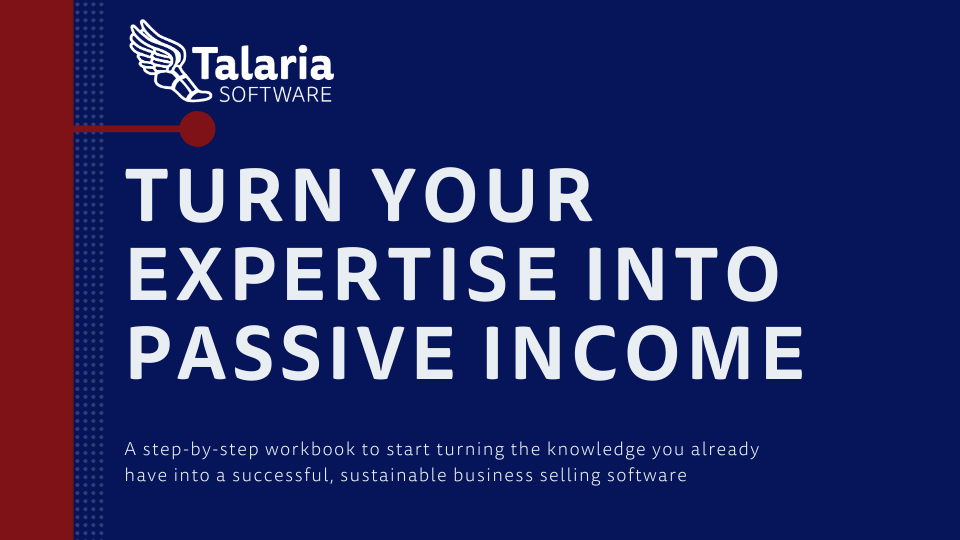 Talaria
SOFTWARE
TURN YOUR
EXPERTISE INTO
PASSIVE INCOME
A step-by-step workbook to start turning the knowledge you already
have into a successful, sustainable business selling software